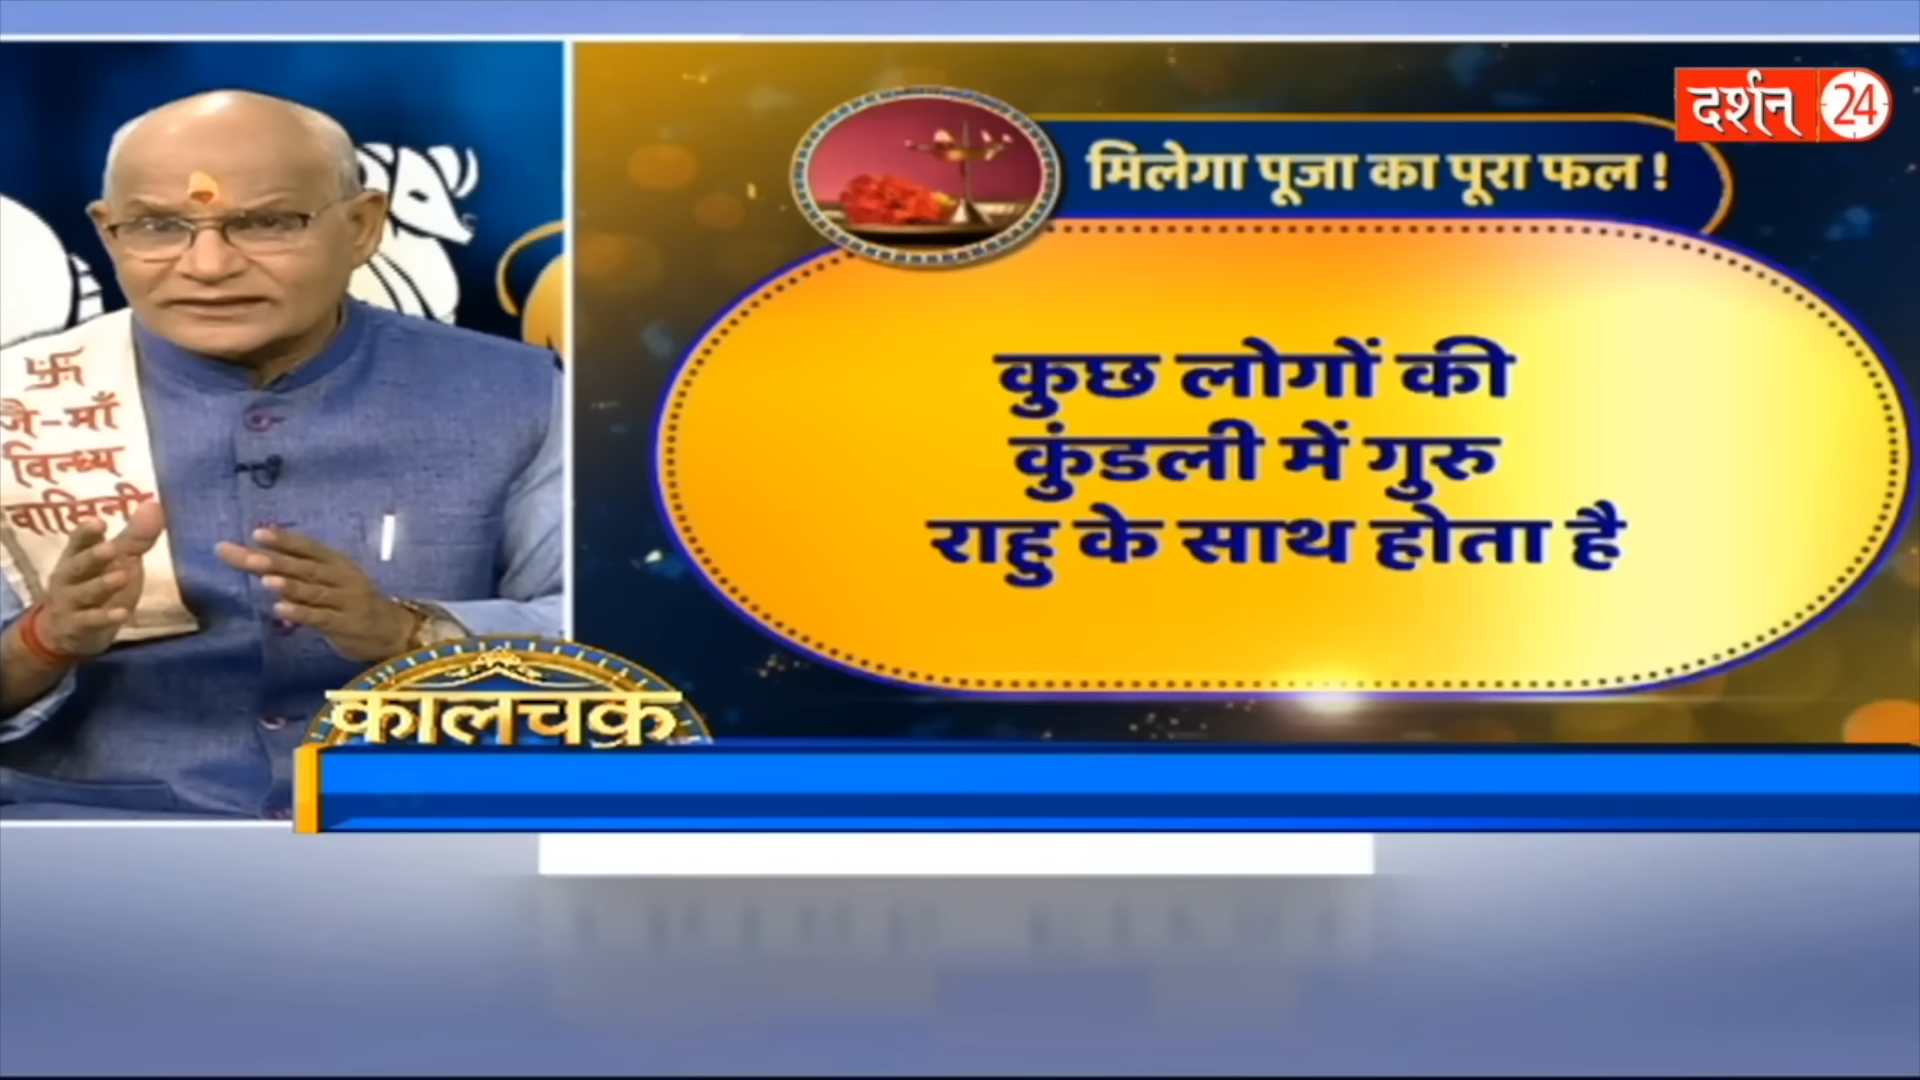 दर्शन 24
मिलेगा पूजा का पूरा फल !
कुछ लोगों की
कुंडली में गुरु
राहु के साथ होता है
जै-माँ
विन्ध्य
वासिनी
कालचक्र